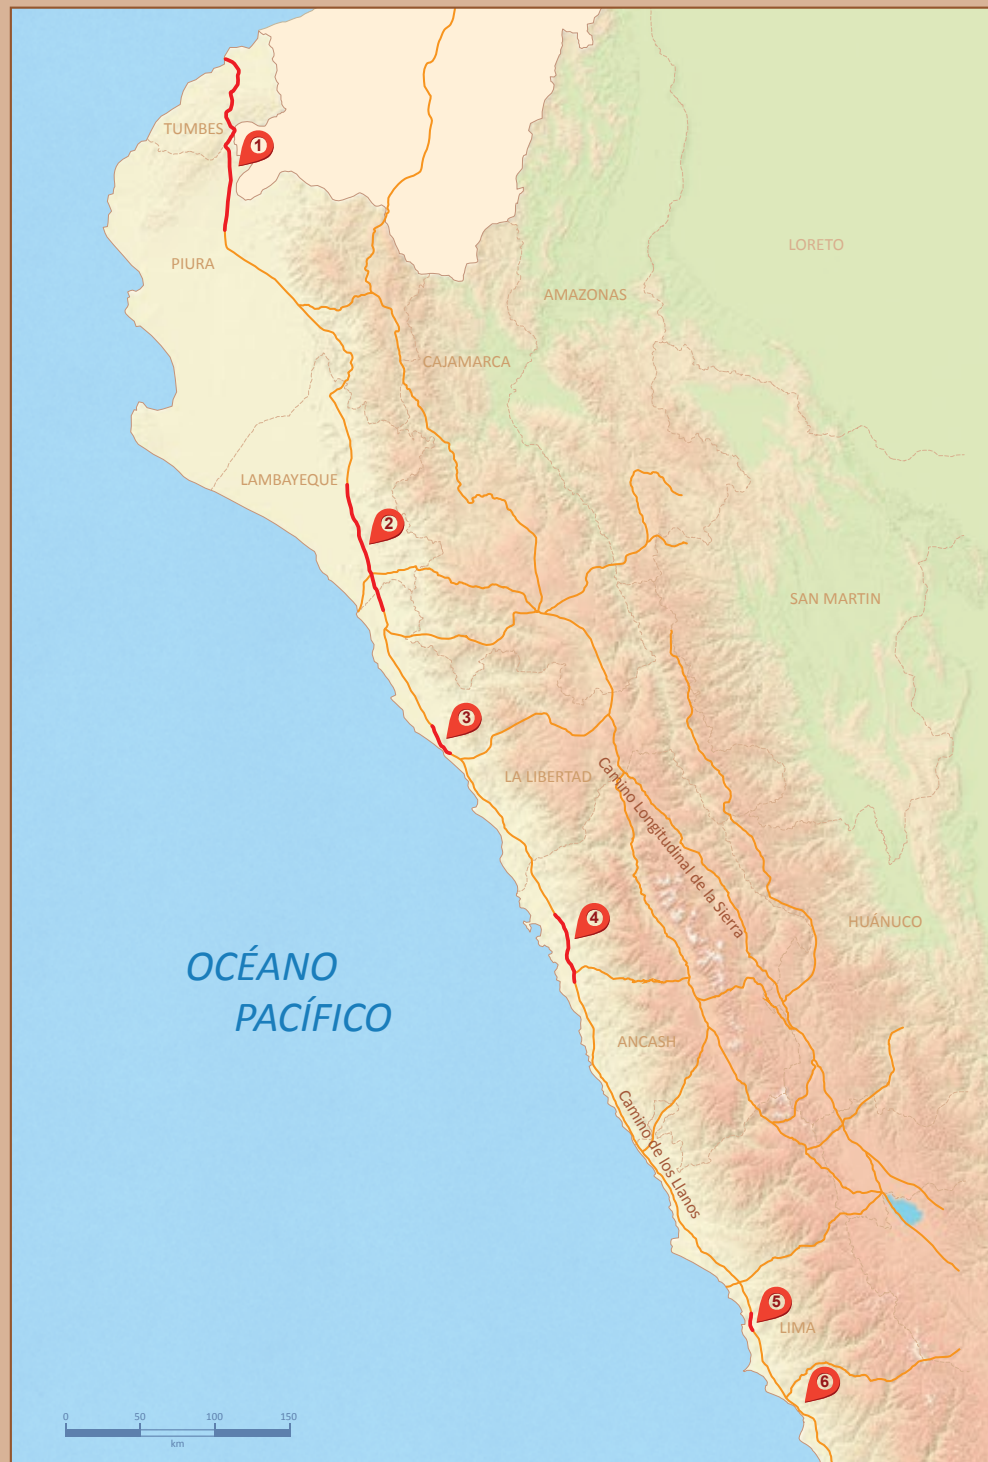 TUMBES
1
PIURA
LORETO
AMAZONAS
CAJAMARCA
LAMBAYEQUE
2
SAN MARTIN
3
LA LIBERTAD
Camino Longitudinal de la Sierra
4
HUÁNUCO
OCÉANO
PACÍFICO
ANCASH
Camino de los Llanos
5
LIMA
6
0 50 100 150
km